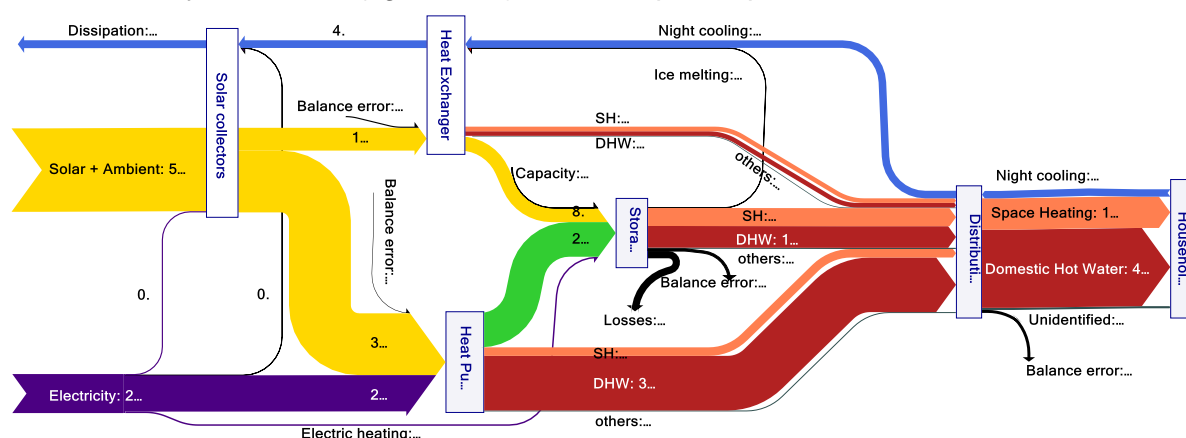 Dissipation:...
4.
Night cooling:...
Heat Exchanger
Solar collectors
Ice melting:...
Balance error:...
1...
SH:...
DHW:...
others:...
Solar + Ambient: 5...
Capacity:...
Balance error:...
Night cooling:...
8.
Stora...
SH:...
Space Heating: 1...
2...
DHW: 1...
others:...
Distributi...
Domestic Hot Water: 4...
Balance error:...
0.
0.
Losses:...
Unidentified:...
3...
Heat Pu...
SH:...
Balance error:...
Electricity: 2...
2...
DHW: 3...
others:...
Electric heating:...